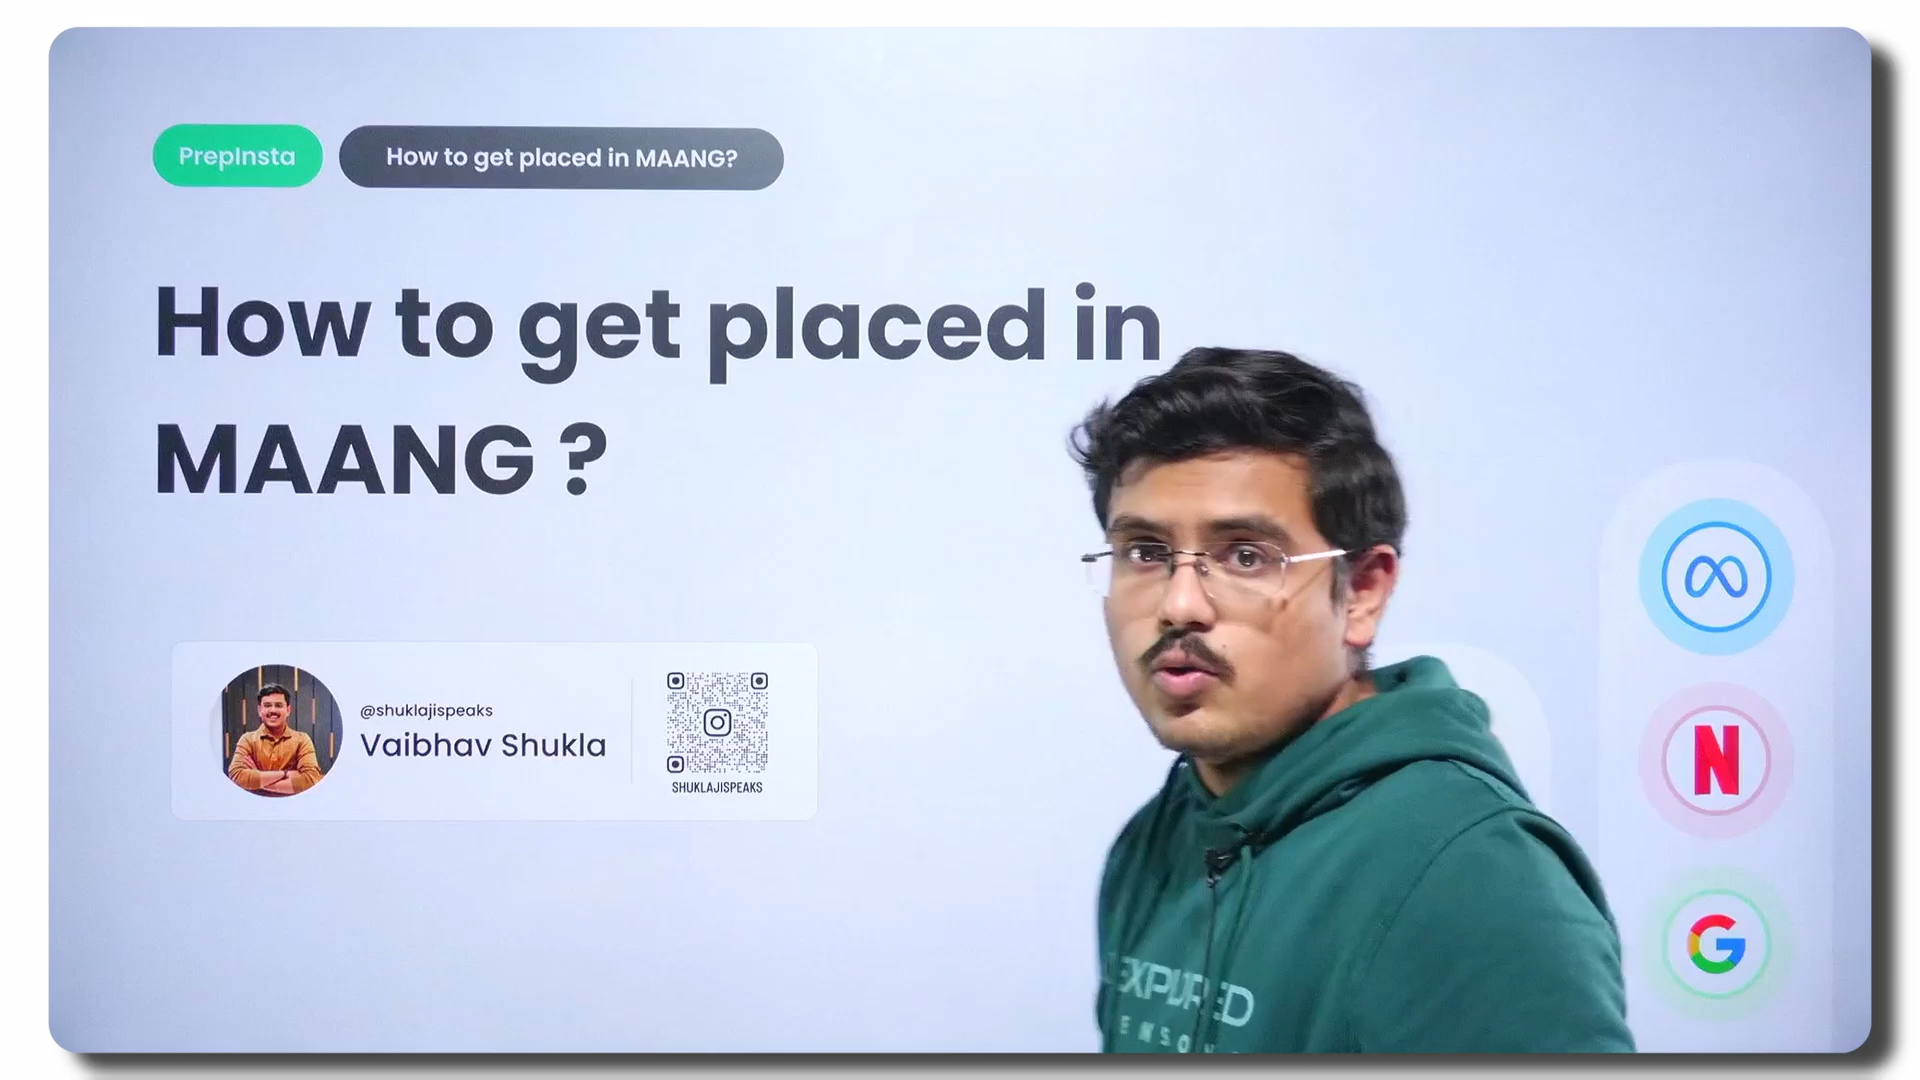 PrepInsta
How to get placed in MAANG?
How to get placed in
MAANG ?
@shuklajispeaks
Vaibhav Shukla
SHUKLAJISPEAKS